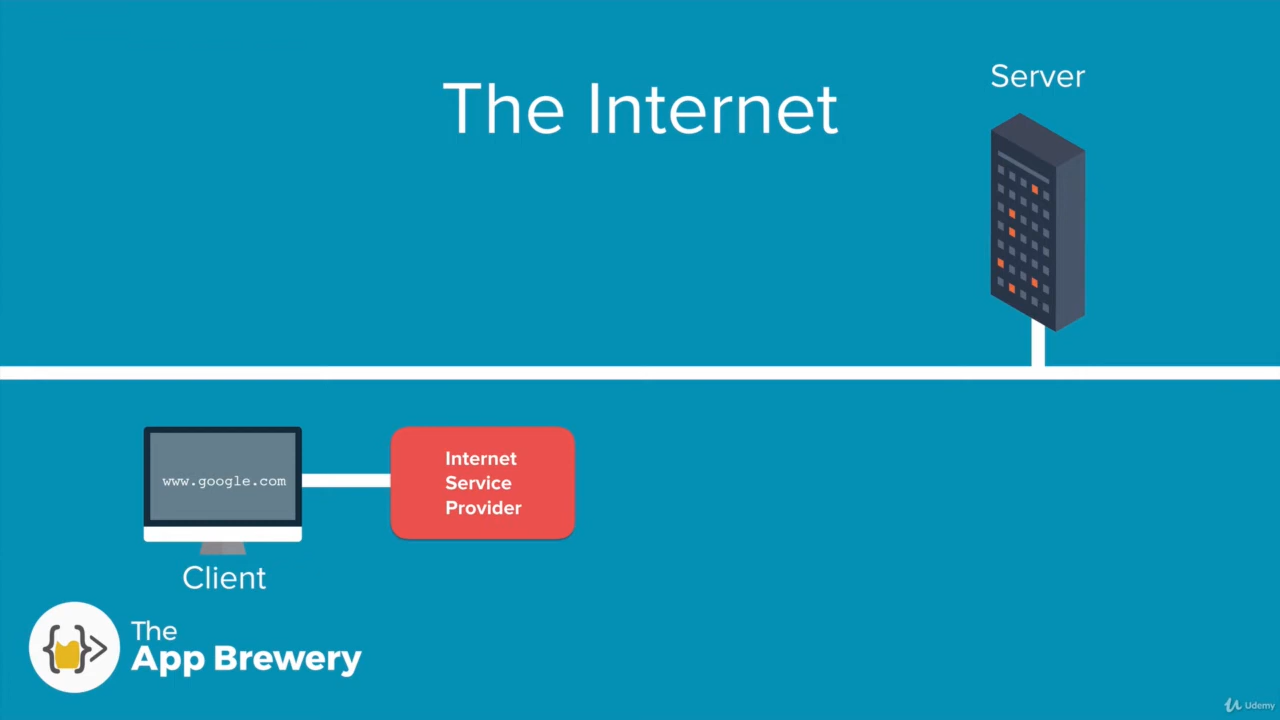 The Internet
Server
www.google.com
Internet
Service
Provider
Client
The
App Brewery
Udemy